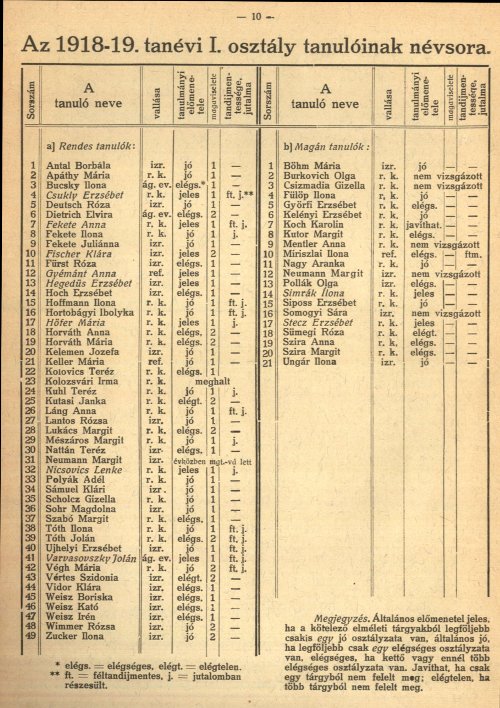 — 10 —
Az 1918-19. tanévi I. osztály tanulóinak névsora.
Sorszám
A
tanuló neve
vallása
tanulmányi
előmene-
tele
magaviselete
tandíjmen-
tessége,
jutalma
a) Rendes tanulók:
1 Antal Borbála izr. jó 1 —
2 Apáthy Mária r. k. jó 1 —
3 Bucsky Ilona ág. ev. elégs.* 1 —
4 Csukly Erzsébet r. k. jeles 1 ft. j.**
5 Deutsch Róza izr. jó 1 —
6 Dietrich Elvira ág. ev. elégs. 2 —
7 Fekete Anna r. k. jeles 1 ft. j.
8 Fekete Ilona r. k. jó 1 j.
9 Fekete Juliánna izr. jó 1 —
10 Fischer Klára izr. jeles 2 —
11 Fürst Róza izr. elégs. 1 —
12 Gyémánt Anna ref. jeles 1 —
13 Hegedüs Erzsébet izr. jeles 1 —
14 Hoch Erzsébet izr. elégs. 1 —
15 Hoffmann Ilona r. k. jó 1 ft. j.
16 Hortobágyi Ibolyka r. k. jó 1 ft. j.
17 Höfer Mária r. k. jeles 1 j.
18 Horváth Anna r. k. elégs. 2 —
19 Horváth Mária r. k. elégs. 2 —
20 Kelemen Jozefa izr. jó 1 —
21 Keller Mária ref. jó 1 —
22 Kotovics Teréz r. k. elégs. 1
23 Kolozsvári Irma r. k. meghalt
24 Kuhl Teréz r. k. jó 1 j.
25 Kutasi Janka r. k. elégt. 2 —
26 Láng Anna r. k. jó 1 ft. j.
27 Lantos Rózsa izr. jó 1 —
28 Lukács Margit r. k. elégs. 2 —
29 Mészáros Margit r. k. jó 1 j.
30 Nattán Teréz izr. elégs. 1 —
31 Neumann Margit izr. évközben mgt.-vá lett
32 Nicsovics Lenke r. k. jeles 1 j.
33 Polyák Adél r. k. jó 1 —
34 Sámuel Klári izr. jó 1 —
35 Scholcz Gizella r. k. jó 1 —
36 Sohr Magdolna izr. jó 1 —
37 Szabó Margit r. k. elégs. 1 —
38 Tóth Ilona r. k. jó 1 ft. j.
39 Tóth Jolán r. k. elégs. 2 ft. j.
40 Ujhelyi Erzsébet izr. jó 1 ft. j.
41 Varvasovszky Jolán ág. ev. jeles 1 ft. j.
42 Végh Mária r. k. jó 2 ft. j.
43 Vértes Szidonia izr. elégt. 2 —
44 Vidor Klára izr. elégs. 1 —
45 Weisz Boriska izr. elégs. 1 —
46 Weisz Kató izr. elégs. 1 —
47 Weisz Irén izr. elégs. 1 —
48 Wimmer Rózsa izr. jó 2 —
49 Zucker Ilona izr. jó 2 —
* elégs. = elégséges, elégt. = elégtelen.
** ft. = féltandijmentes, j. = jutalomban
részesült.
Sorszám
A
tanuló neve
vallása
tanulmányi
előmene-
tele
magaviselete
tandíjmen-
tessége,
jutalma
b) Magán tanulók:
1 Böhm Mária izr. jó — —
2 Burkovich Olga r. k. nem vizsgázott
3 Csizmadia Gizella r. k. nem vizsgázott
4 Fülöp Ilona r. k. jó — —
5 Győrfi Erzsébet r. k. elégs. — —
6 Kelényi Erzsébet r. k. jó — —
7 Koch Karolin r. k. javíthat. — —
8 Kutor Margit r. k. elégs. — —
9 Mentler Anna r. k. nem vizsgázott
10 Miriszlai Ilona ref. elégs. — ftm.
11 Nagy Aranka r. k. jó — —
12 Neumann Margit izr. nem vizsgázott
13 Pollák Olga izr. elégs. — —
14 Simrák Ilona r. k. jeles — —
15 Siposs Erzsébet r. k. jó — —
16 Somogyi Sára izr. nem vizsgázott
17 Stecz Erzsébet r. k. jeles — —
18 Sümegi Róza r. k. elégt. — —
19 Szira Anna r. k. elégs. — —
20 Szira Margit r. k. elégs. — —
21 Ungár Ilona izr. jó — —
Megjegyzés. Általános előmenetel jeles,
ha a kötelező elméleti tárgyakból legföljebb
csakis egy jó osztályzata van, általános jó,
ha legföljebb csak egy elégséges osztályzata
van, elégséges, ha kettő vagy ennél több
elégséges osztályzata van. Javithat, ha csak
egy tárgyból nem felelt meg; elégtelen, ha
több tárgyból nem felelt meg.